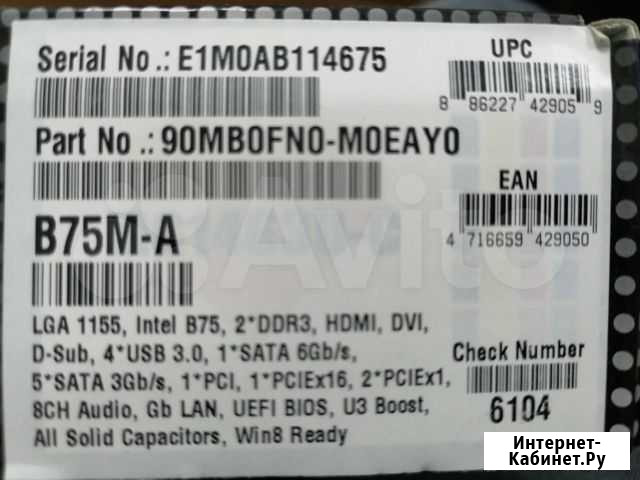 Serial No.: E1M0AB114675
UPC
8 86227 42905 9
Part No.: 90MB0FN0-M0EAY0
EAN
4 716659 429050
B75M-A
Avito
LGA 1155, Intel B75, 2*DDR3, HDMI, DVI,
D-Sub, 4*USB 3.0, 1*SATA 6Gb/s,
5*SATA 3Gb/s, 1*PCI, 1*PCIEx16, 2*PCIEx1,
8CH Audio, Gb LAN, UEFI BIOS, U3 Boost,
All Solid Capacitors, Win8 Ready
Check Number
6104
Интернет-
Кабинет.Ру